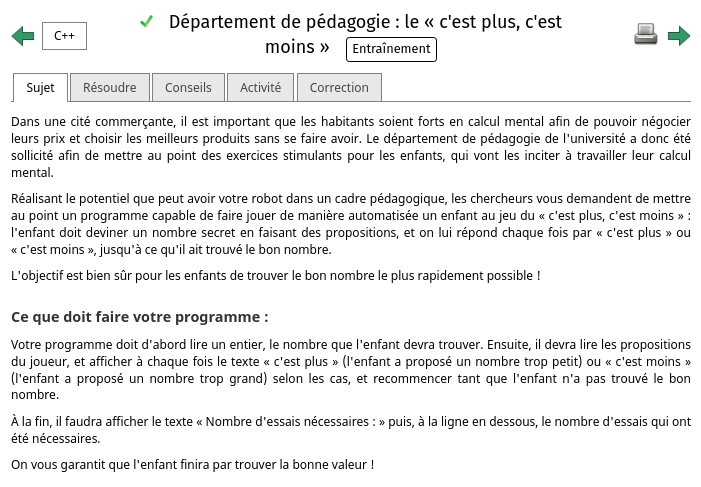 Département de pédagogie : le « c'est plus, c'est
C++
moins » Entraînement
Sujet Résoudre Conseils Activité Correction
Dans une cité commerçante, il est important que les habitants soient forts en calcul mental afin de pouvoir négocier
leurs prix et choisir les meilleurs produits sans se faire avoir. Le département de pédagogie de l'université a donc été
sollicité afin de mettre au point des exercices stimulants pour les enfants, qui vont les inciter à travailler leur calcul
mental.
Réalisant le potentiel que peut avoir votre robot dans un cadre pédagogique, les chercheurs vous demandent de mettre
au point un programme capable de faire jouer de manière automatisée un enfant au jeu du « c'est plus, c'est moins » :
l'enfant doit deviner un nombre secret en faisant des propositions, et on lui répond chaque fois par « c'est plus » ou
« c'est moins », jusqu'à ce qu'il ait trouvé le bon nombre.
L'objectif est bien sûr pour les enfants de trouver le bon nombre le plus rapidement possible !
Ce que doit faire votre programme :
Votre programme doit d'abord lire un entier, le nombre que l'enfant devra trouver. Ensuite, il devra lire les propositions
du joueur, et afficher à chaque fois le texte « c'est plus » (l'enfant a proposé un nombre trop petit) ou « c'est moins »
(l'enfant a proposé un nombre trop grand) selon les cas, et recommencer tant que l'enfant n'a pas trouvé le bon
nombre.
À la fin, il faudra afficher le texte « Nombre d'essais nécessaires : » puis, à la ligne en dessous, le nombre d'essais qui ont
été nécessaires.
On vous garantit que l'enfant finira par trouver la bonne valeur !